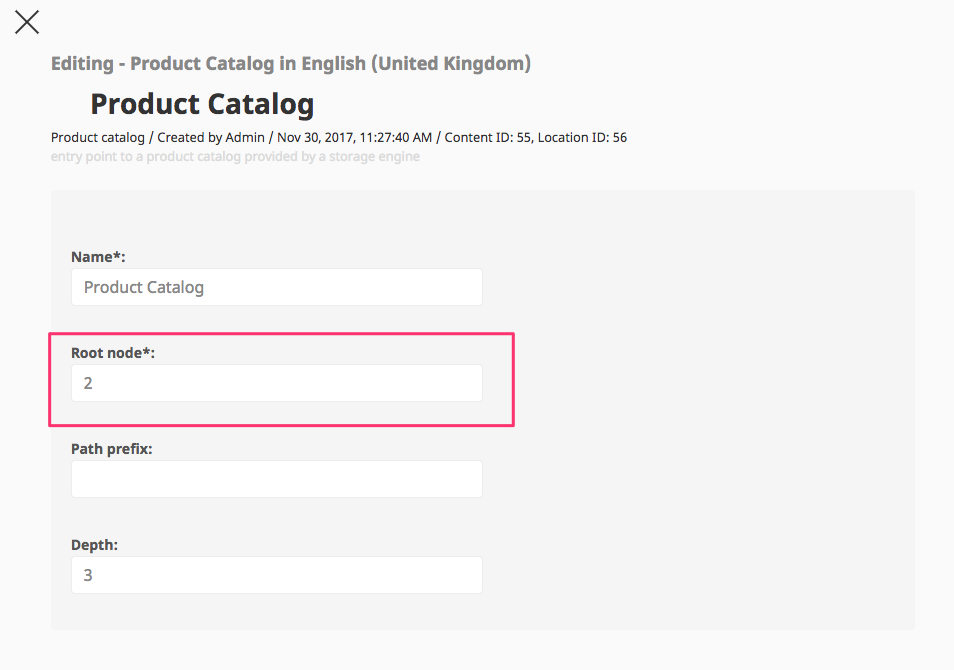 Editing - Product Catalog in English (United Kingdom)
Product Catalog
Product catalog / Created by Admin / Nov 30, 2017, 11:27:40 AM / Content ID: 55, Location ID: 56
entry point to a product catalog provided by a storage engine
Name*:
Product Catalog
Root node*:
2
Path prefix:
Depth:
3